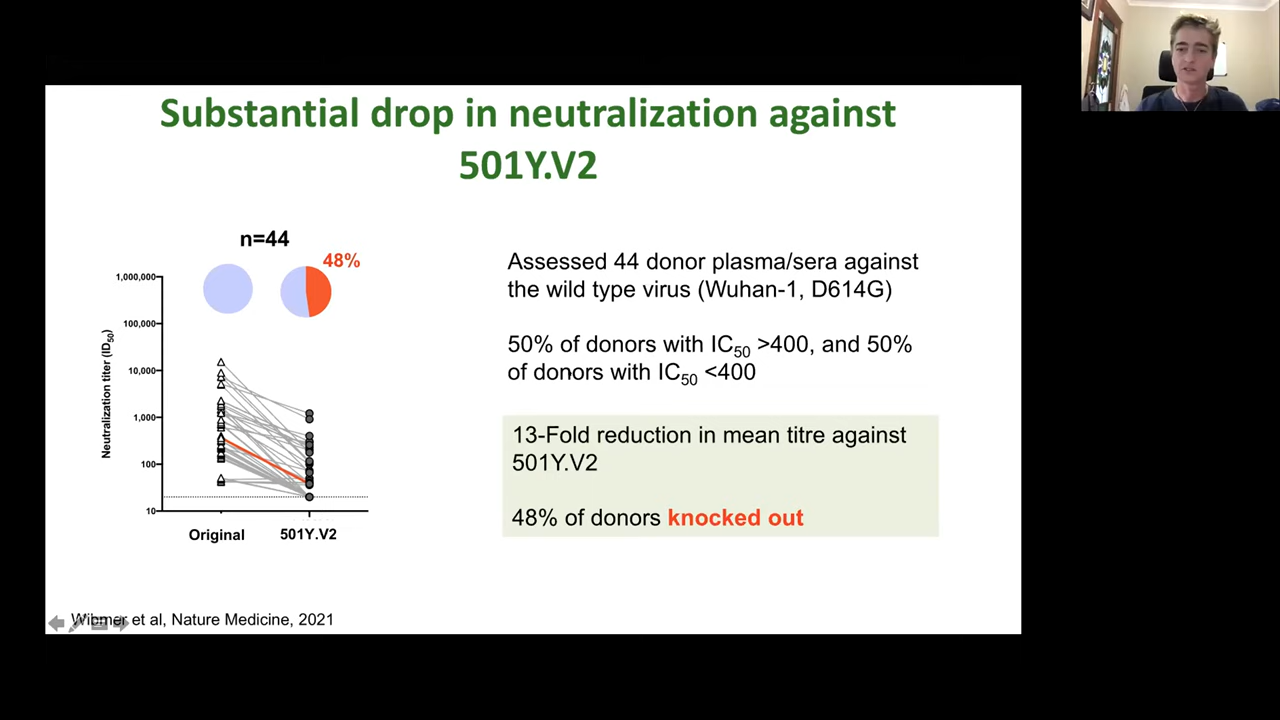 Substantial drop in neutralization against
501Y.V2
n=44
48%
1,000,000
100,000
10,000
1,000
100
10
Neutralization titer (ID50)
Original
501Y.V2
Assessed 44 donor plasma/sera against
the wild type virus (Wuhan-1, D614G)
50% of donors with IC50 >400, and 50%
of donors with IC50 <400
13-Fold reduction in mean titre against
501Y.V2
48% of donors knocked out
Wibmer et al, Nature Medicine, 2021